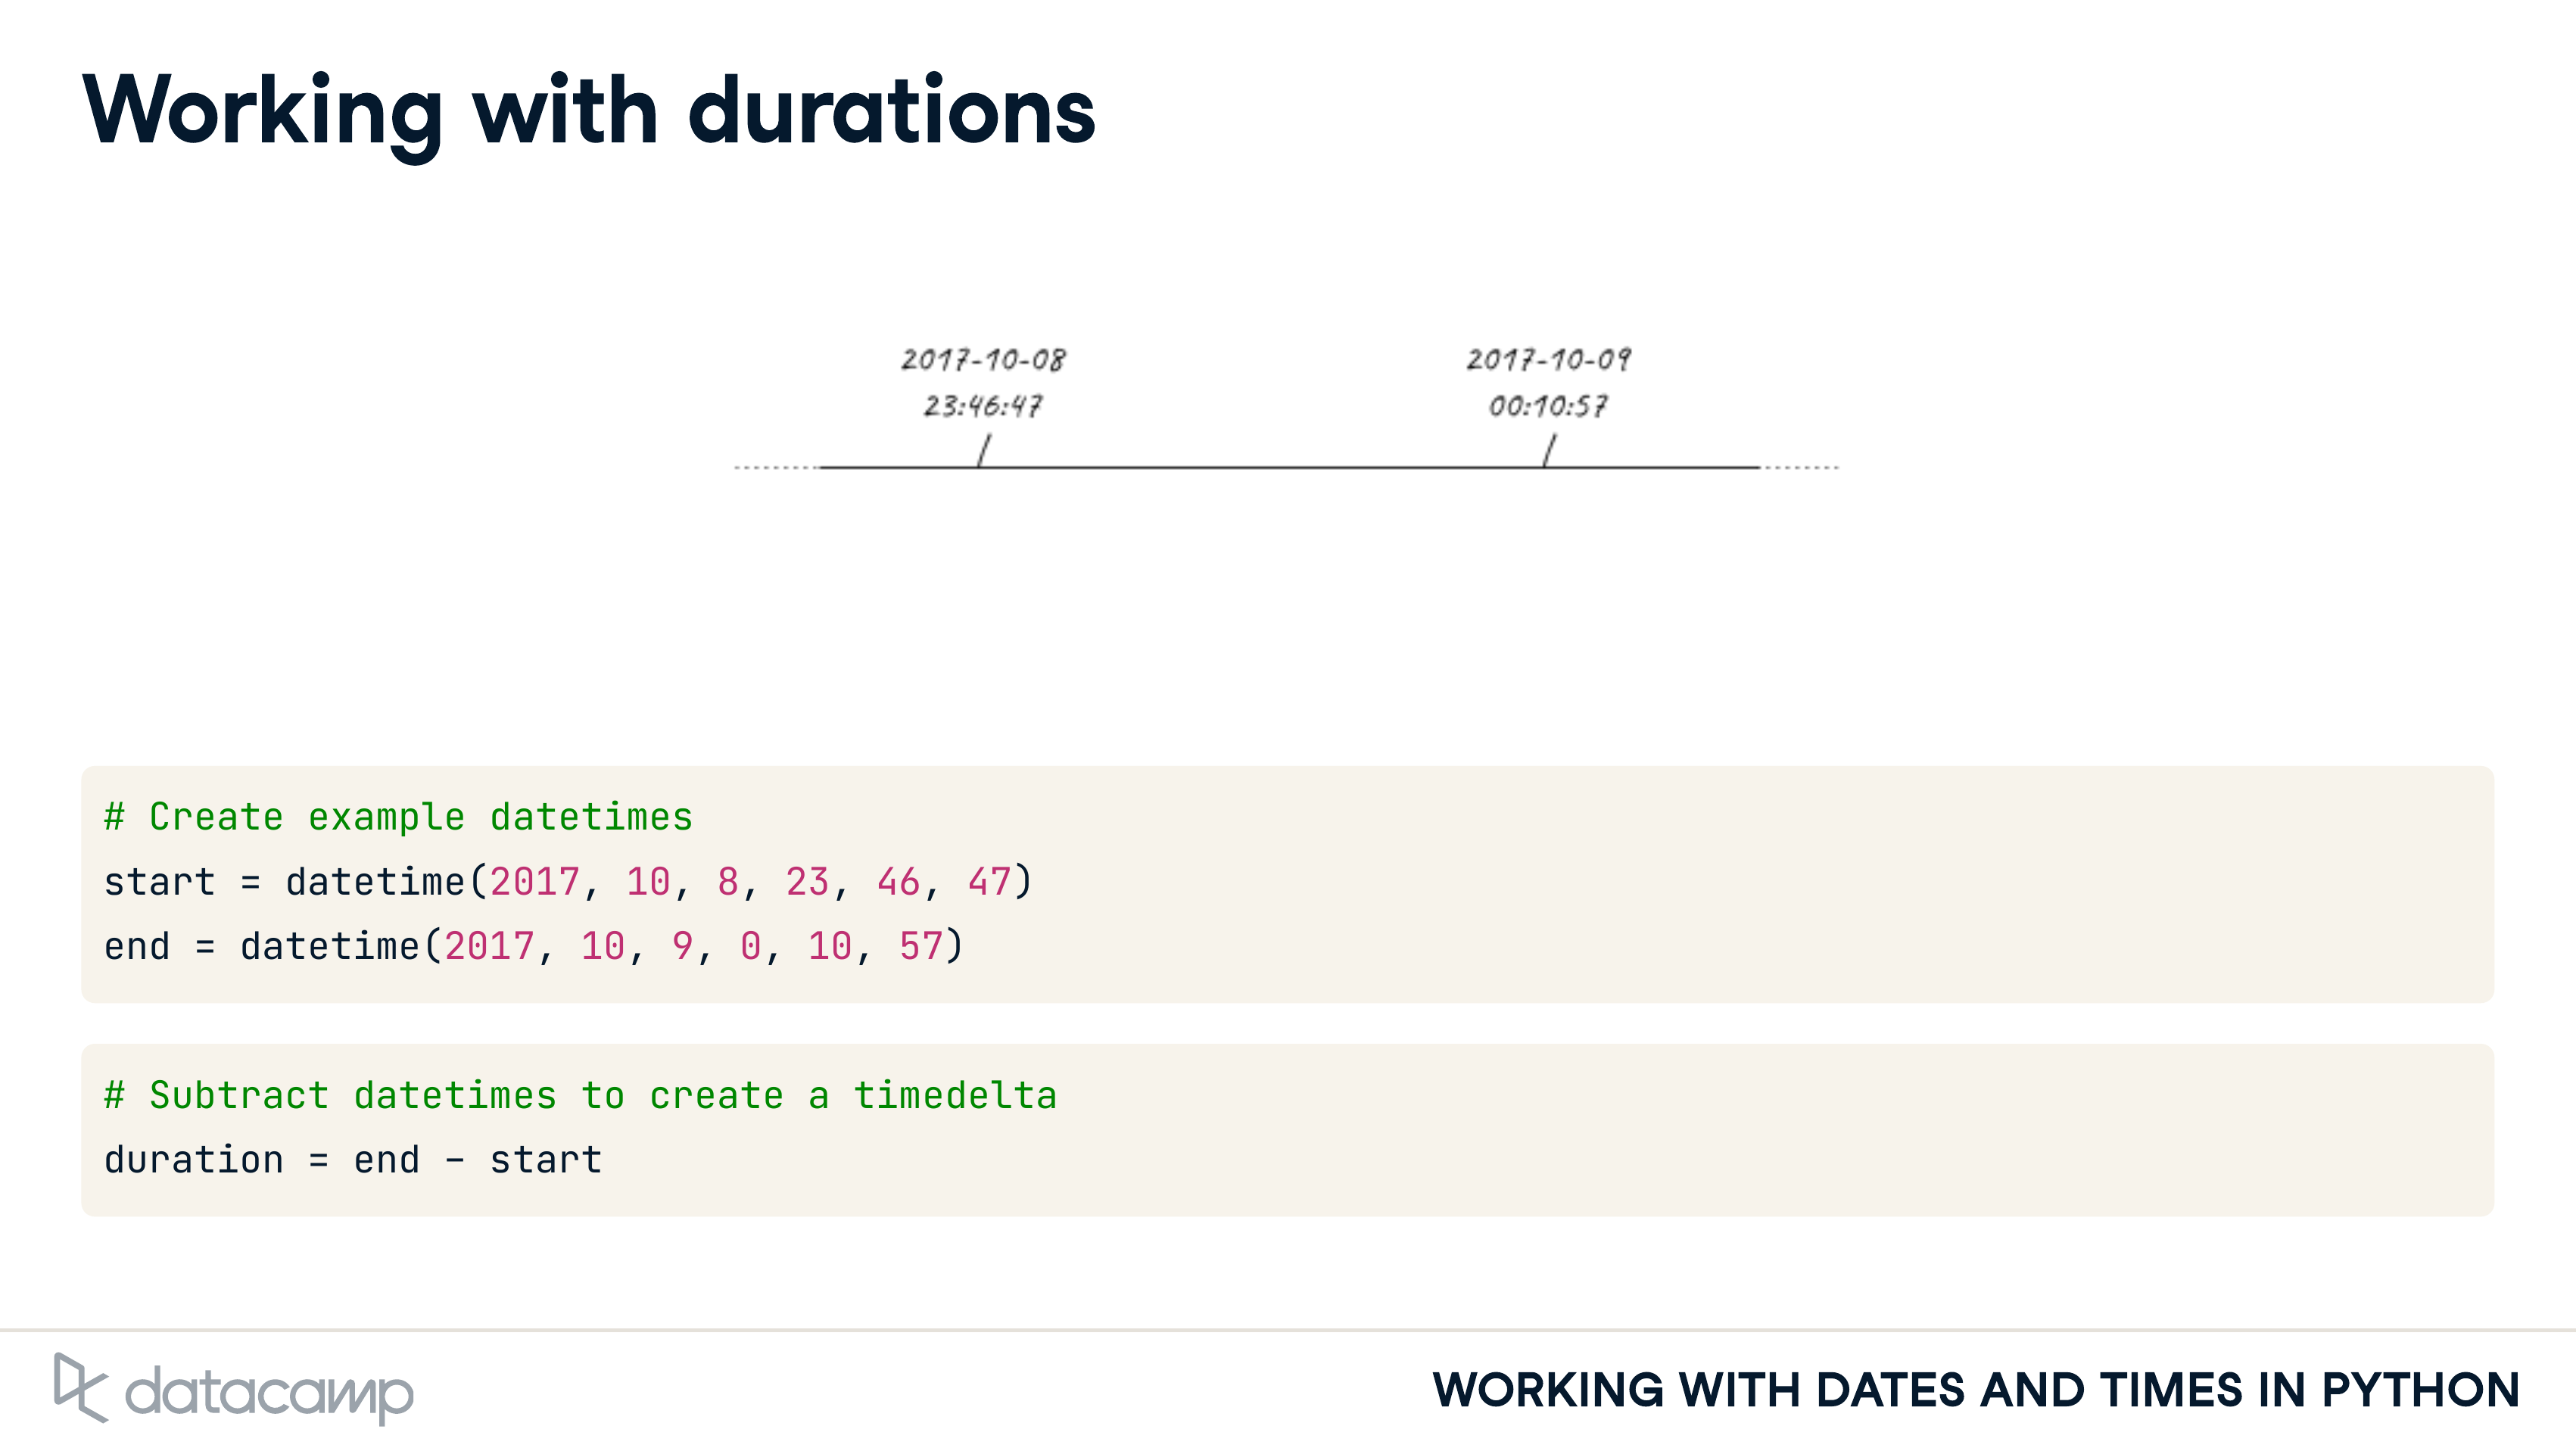 Working with durations
2017-10-08 2017-10-09
23:46:47 00:10:57
# Create example datetimes
start = datetime(2017, 10, 8, 23, 46, 47)
end = datetime(2017, 10, 9, 0, 10, 57)
# Subtract datetimes to create a timedelta
duration = end - start
datacamp
WORKING WITH DATES AND TIMES IN PYTHON